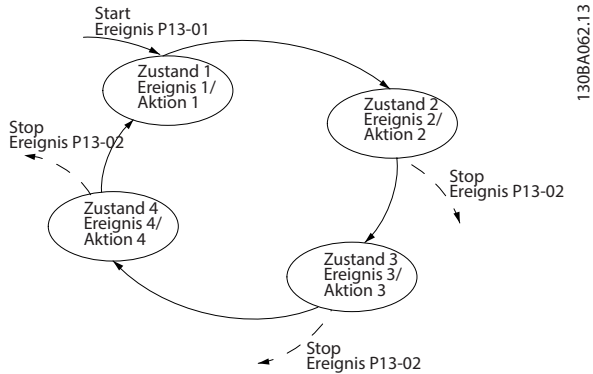 Start
Ereignis P13-01
130BA062.13
Zustand 1
Ereignis 1/
Aktion 1
Zustand 2
Ereignis 2/
Aktion 2
Stop
Ereignis P13-02
Stop
Ereignis P13-02
Zustand 4
Ereignis 4/
Aktion 4
Zustand 3
Ereignis 3/
Aktion 3
Stop
Ereignis P13-02